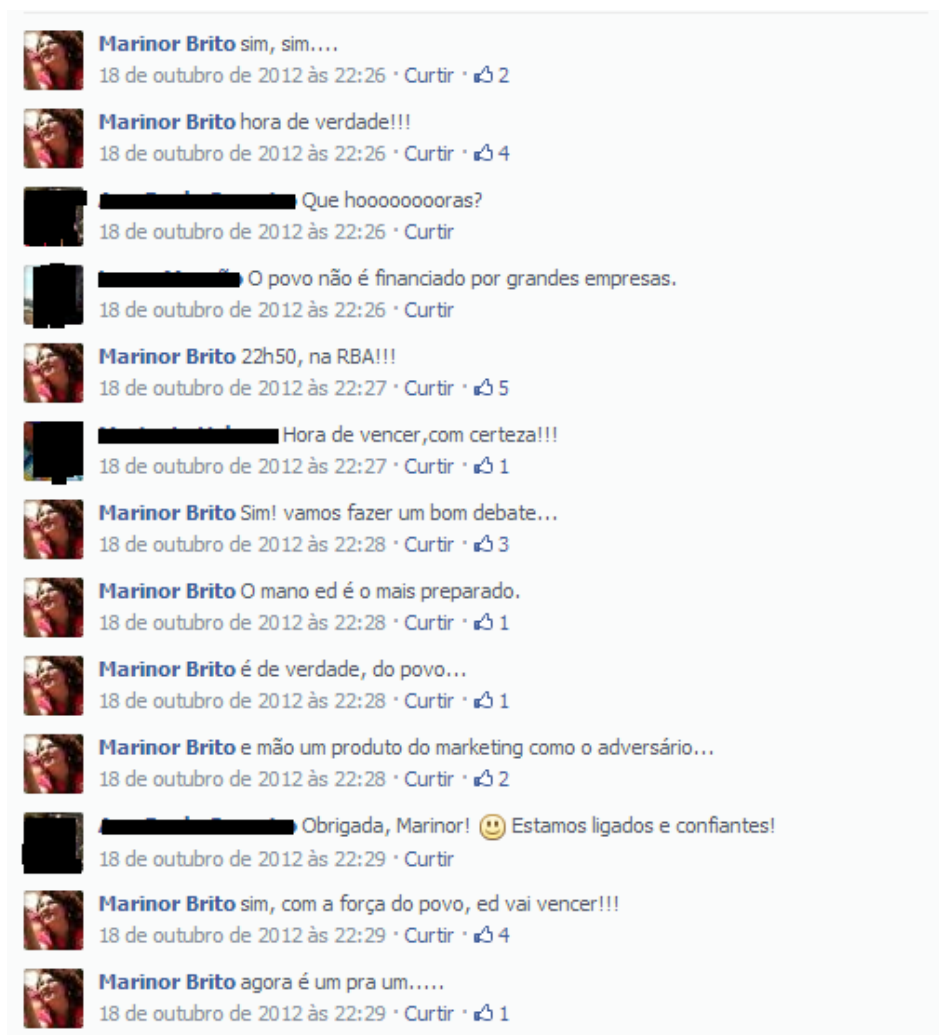 Marinor Brito sim, sim....
18 de outubro de 2012 às 22:26 · Curtir · 2
Marinor Brito hora de verdade!!!
18 de outubro de 2012 às 22:26 · Curtir · 4
Que hooooooooras?
18 de outubro de 2012 às 22:26 · Curtir
O povo não é financiado por grandes empresas.
18 de outubro de 2012 às 22:26 · Curtir
Marinor Brito 22h50, na RBA!!!
18 de outubro de 2012 às 22:27 · Curtir · 5
Hora de vencer,com certeza!!!
18 de outubro de 2012 às 22:27 · Curtir · 1
Marinor Brito Sim! vamos fazer um bom debate...
18 de outubro de 2012 às 22:28 · Curtir · 3
Marinor Brito O mano ed é o mais preparado.
18 de outubro de 2012 às 22:28 · Curtir · 1
Marinor Brito é de verdade, do povo...
18 de outubro de 2012 às 22:28 · Curtir · 1
Marinor Brito e mão um produto do marketing como o adversário...
18 de outubro de 2012 às 22:28 · Curtir · 2
Obrigada, Marinor! Estamos ligados e confiantes!
18 de outubro de 2012 às 22:29 · Curtir
Marinor Brito sim, com a força do povo, ed vai vencer!!!
18 de outubro de 2012 às 22:29 · Curtir · 4
Marinor Brito agora é um pra um.....
18 de outubro de 2012 às 22:29 · Curtir · 1